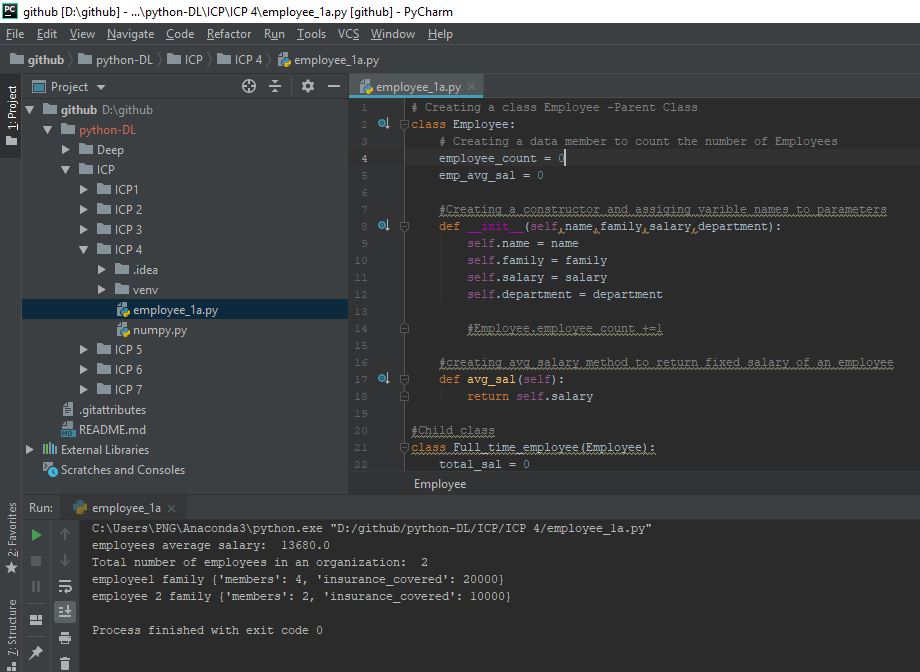 github [D:\github] - ...\python-DL\ICP\ICP 4\employee_1a.py [github] - PyCharm
File Edit View Navigate Code Refactor Run Tools VCS Window Help
github python-DL ICP ICP 4 employee_1a.py
1: Project
Project
github D:\github
python-DL
Deep
ICP
ICP1
ICP 2
ICP 3
ICP 4
.idea
venv
employee_1a.py
numpy.py
ICP 5
ICP 6
ICP 7
.gitattributes
README.md
External Libraries
Scratches and Consoles
employee_1a.py
1 # Creating a class Employee -Parent Class
2 class Employee:
3 # Creating a data member to count the number of Employees
4 employee_count = 0
5 emp_avg_sal = 0
6
7 #Creating a constructor and assiging varible names to parameters
8 def __init__(self,name,family,salary,department):
9 self.name = name
10 self.family = family
11 self.salary = salary
12 self.department = department
13
14 #Employee.employee_count +=1
15
16 #creating avg_salary method to return fixed salary of an employee
17 def avg_sal(self):
18 return self.salary
19
20 #Child class
21 class Full_time_employee(Employee):
22 total_sal = 0
Employee
2: Favorites
7: Structure
Run: employee_1a
C:\Users\PNG\Anaconda3\python.exe "D:/github/python-DL/ICP/ICP 4/employee_1a.py"
employees average salary:  13680.0
Total number of employees in an organization:  2
employee1 family {'members': 4, 'insurance_covered': 20000}
employee 2 family {'members': 2, 'insurance_covered': 10000}
Process finished with exit code 0